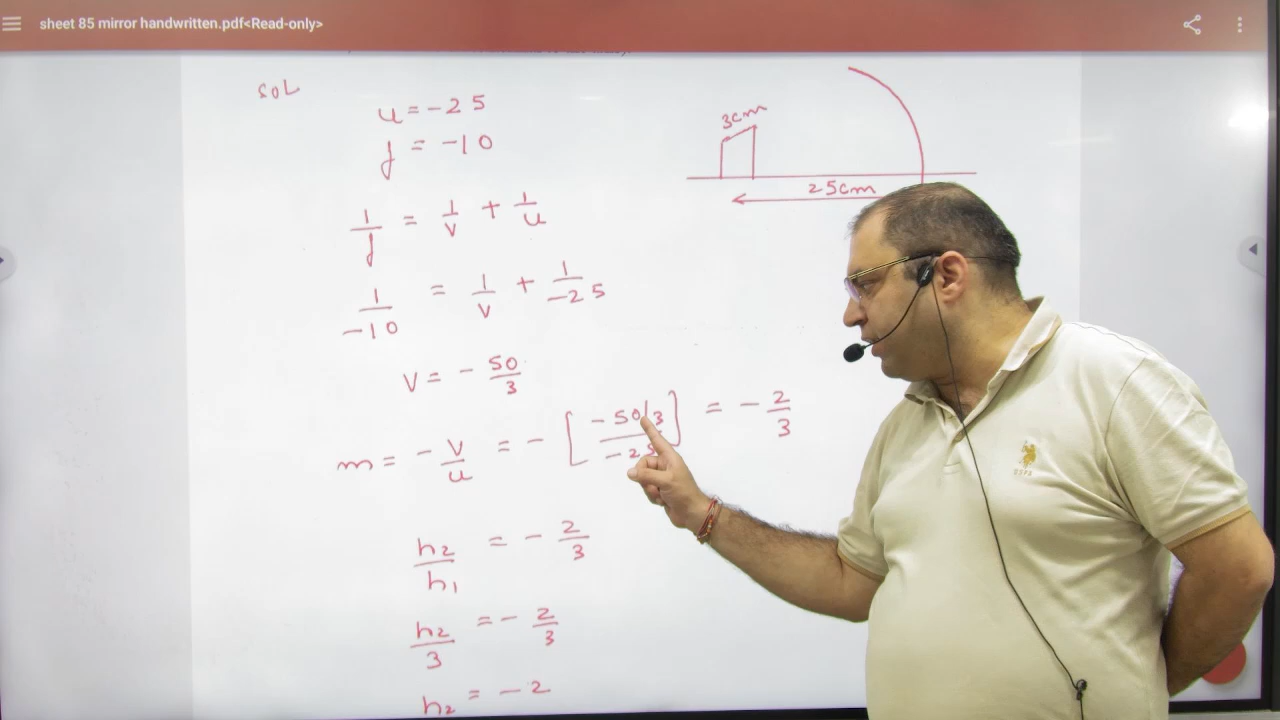 sheet 85 mirror handwritten.pdf<Read-only>
SOL
u = -25
f = -10
1/f = 1/v + 1/u
1/-10 = 1/v + 1/-25
v = - 50/3
m = - v/u = - [-50/3 / -25] = - 2/3
h2/h1 = - 2/3
h2/3 = - 2/3
h2 = -2
3cm
25cm
USPA